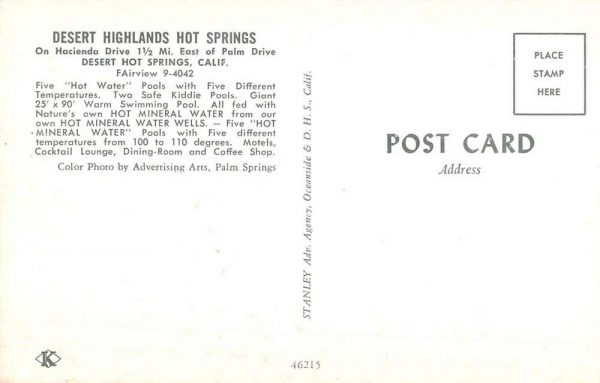 DESERT HIGHLANDS HOT SPRINGS
On Hacienda Drive 1½ Mi. East of Palm Drive
DESERT HOT SPRINGS, CALIF.
FAirview 9-4042
Five "Hot Water" Pools with Five Different
Temperatures. Two Safe Kiddie Pools. Giant
25' x 90' Warm Swimming Pool. All fed with
Nature's own HOT MINERAL WATER from our
own HOT MINERAL WATER WELLS. — Five "HOT
-MINERAL WATER" Pools with Five different
temperatures from 100 to 110 degrees. Motels,
Cocktail Lounge, Dining-Room and Coffee Shop.
Color Photo by Advertising Arts, Palm Springs
STANLEY Adv. Agency, Oceanside & D. H. S., Calif.
PLACE
STAMP
HERE
POST CARD
Address
K
46215